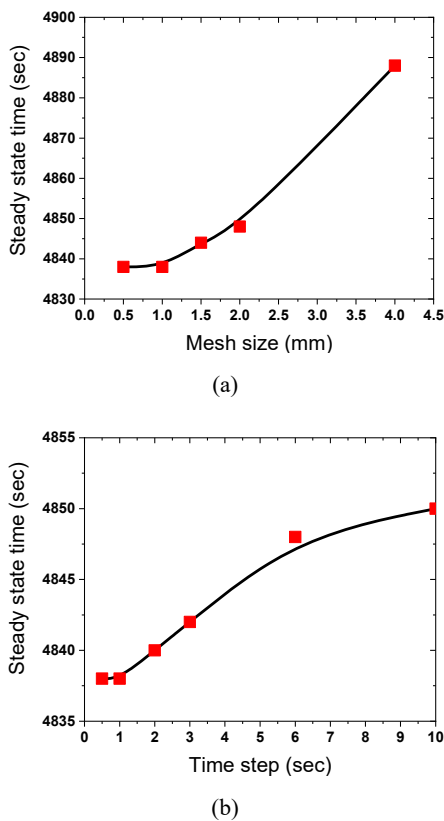 4900
4890
4880
4870
4860
4850
4840
4830
Steady state time (sec)
0.0 0.5 1.0 1.5 2.0 2.5 3.0 3.5 4.0 4.5
Mesh size (mm)
(a)
4855
4850
4845
4840
4835
Steady state time (sec)
0 1 2 3 4 5 6 7 8 9 10
Time step (sec)
(b)